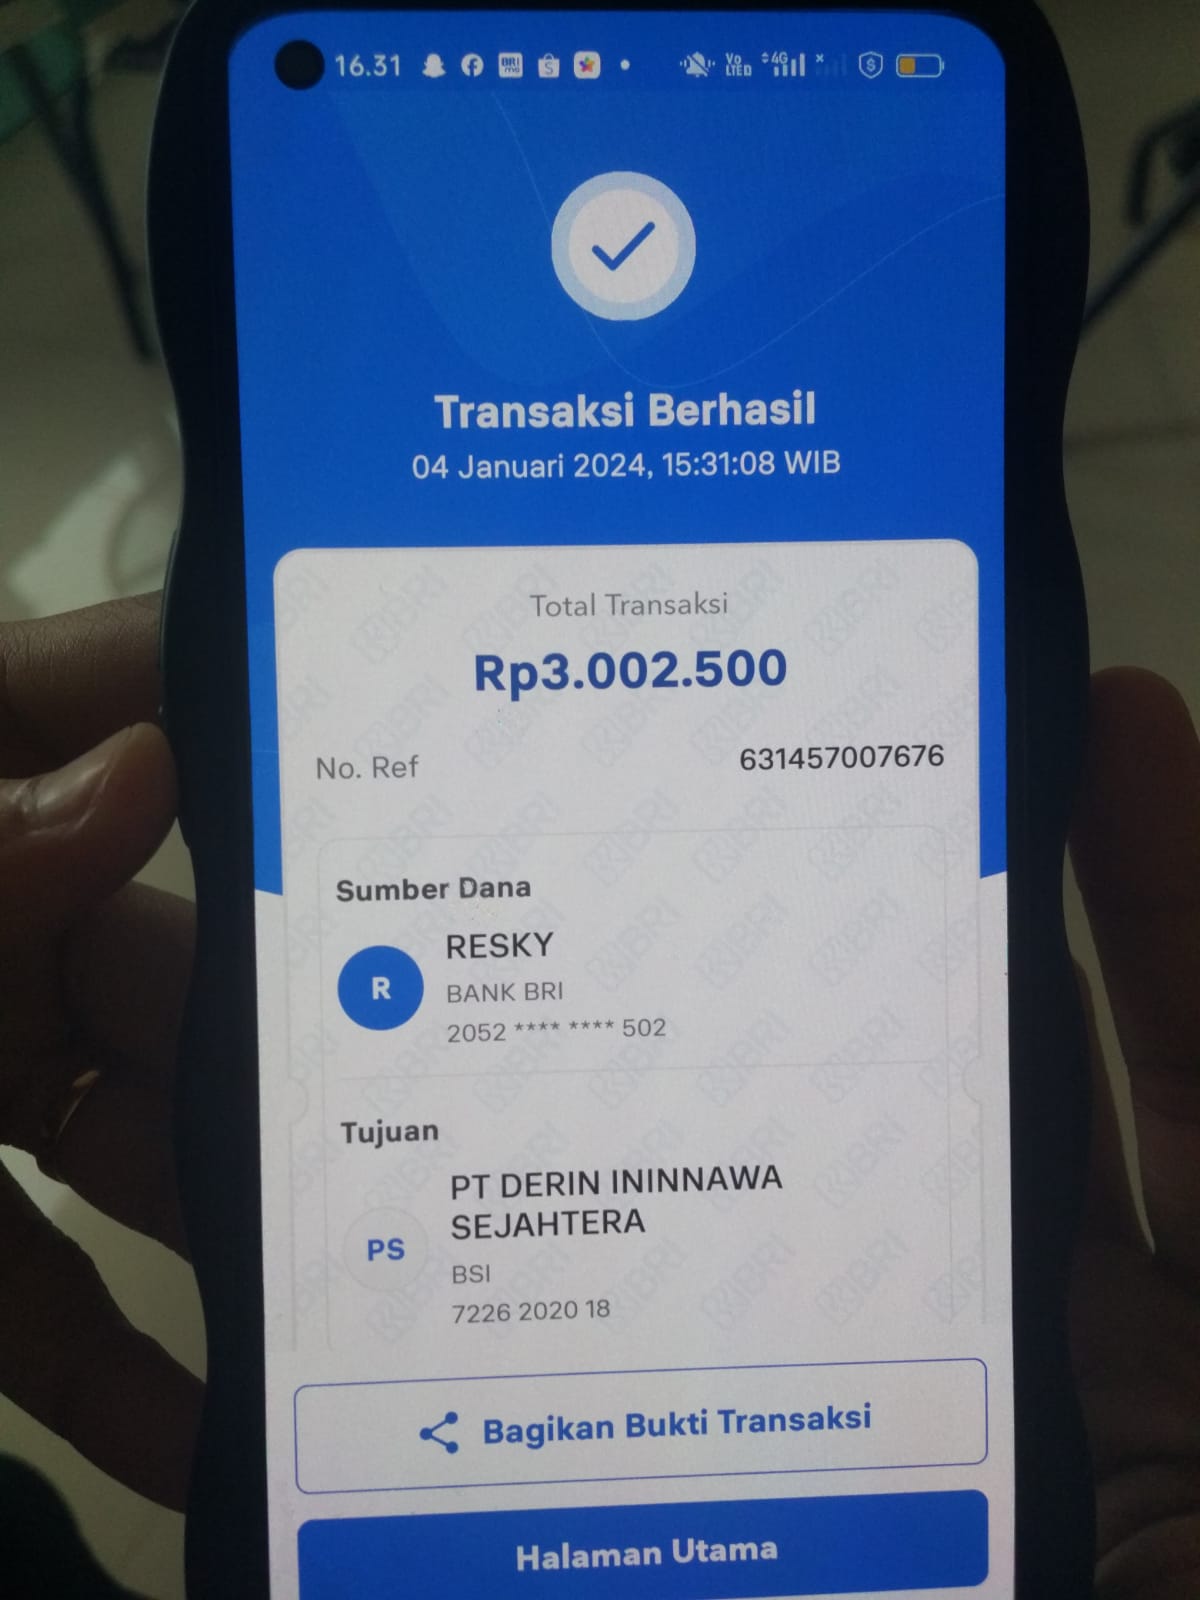 16.31
VoLTED 4G
Transaksi Berhasil
04 Januari 2024, 15:31:08 WIB
Total Transaksi
Rp3.002.500
No. Ref 631457007676
Sumber Dana
R
RESKY
BANK BRI
2052 **** **** 502
Tujuan
PS
PT DERIN ININNAWA
SEJAHTERA
BSI
7226 2020 18
Bagikan Bukti Transaksi
Halaman Utama